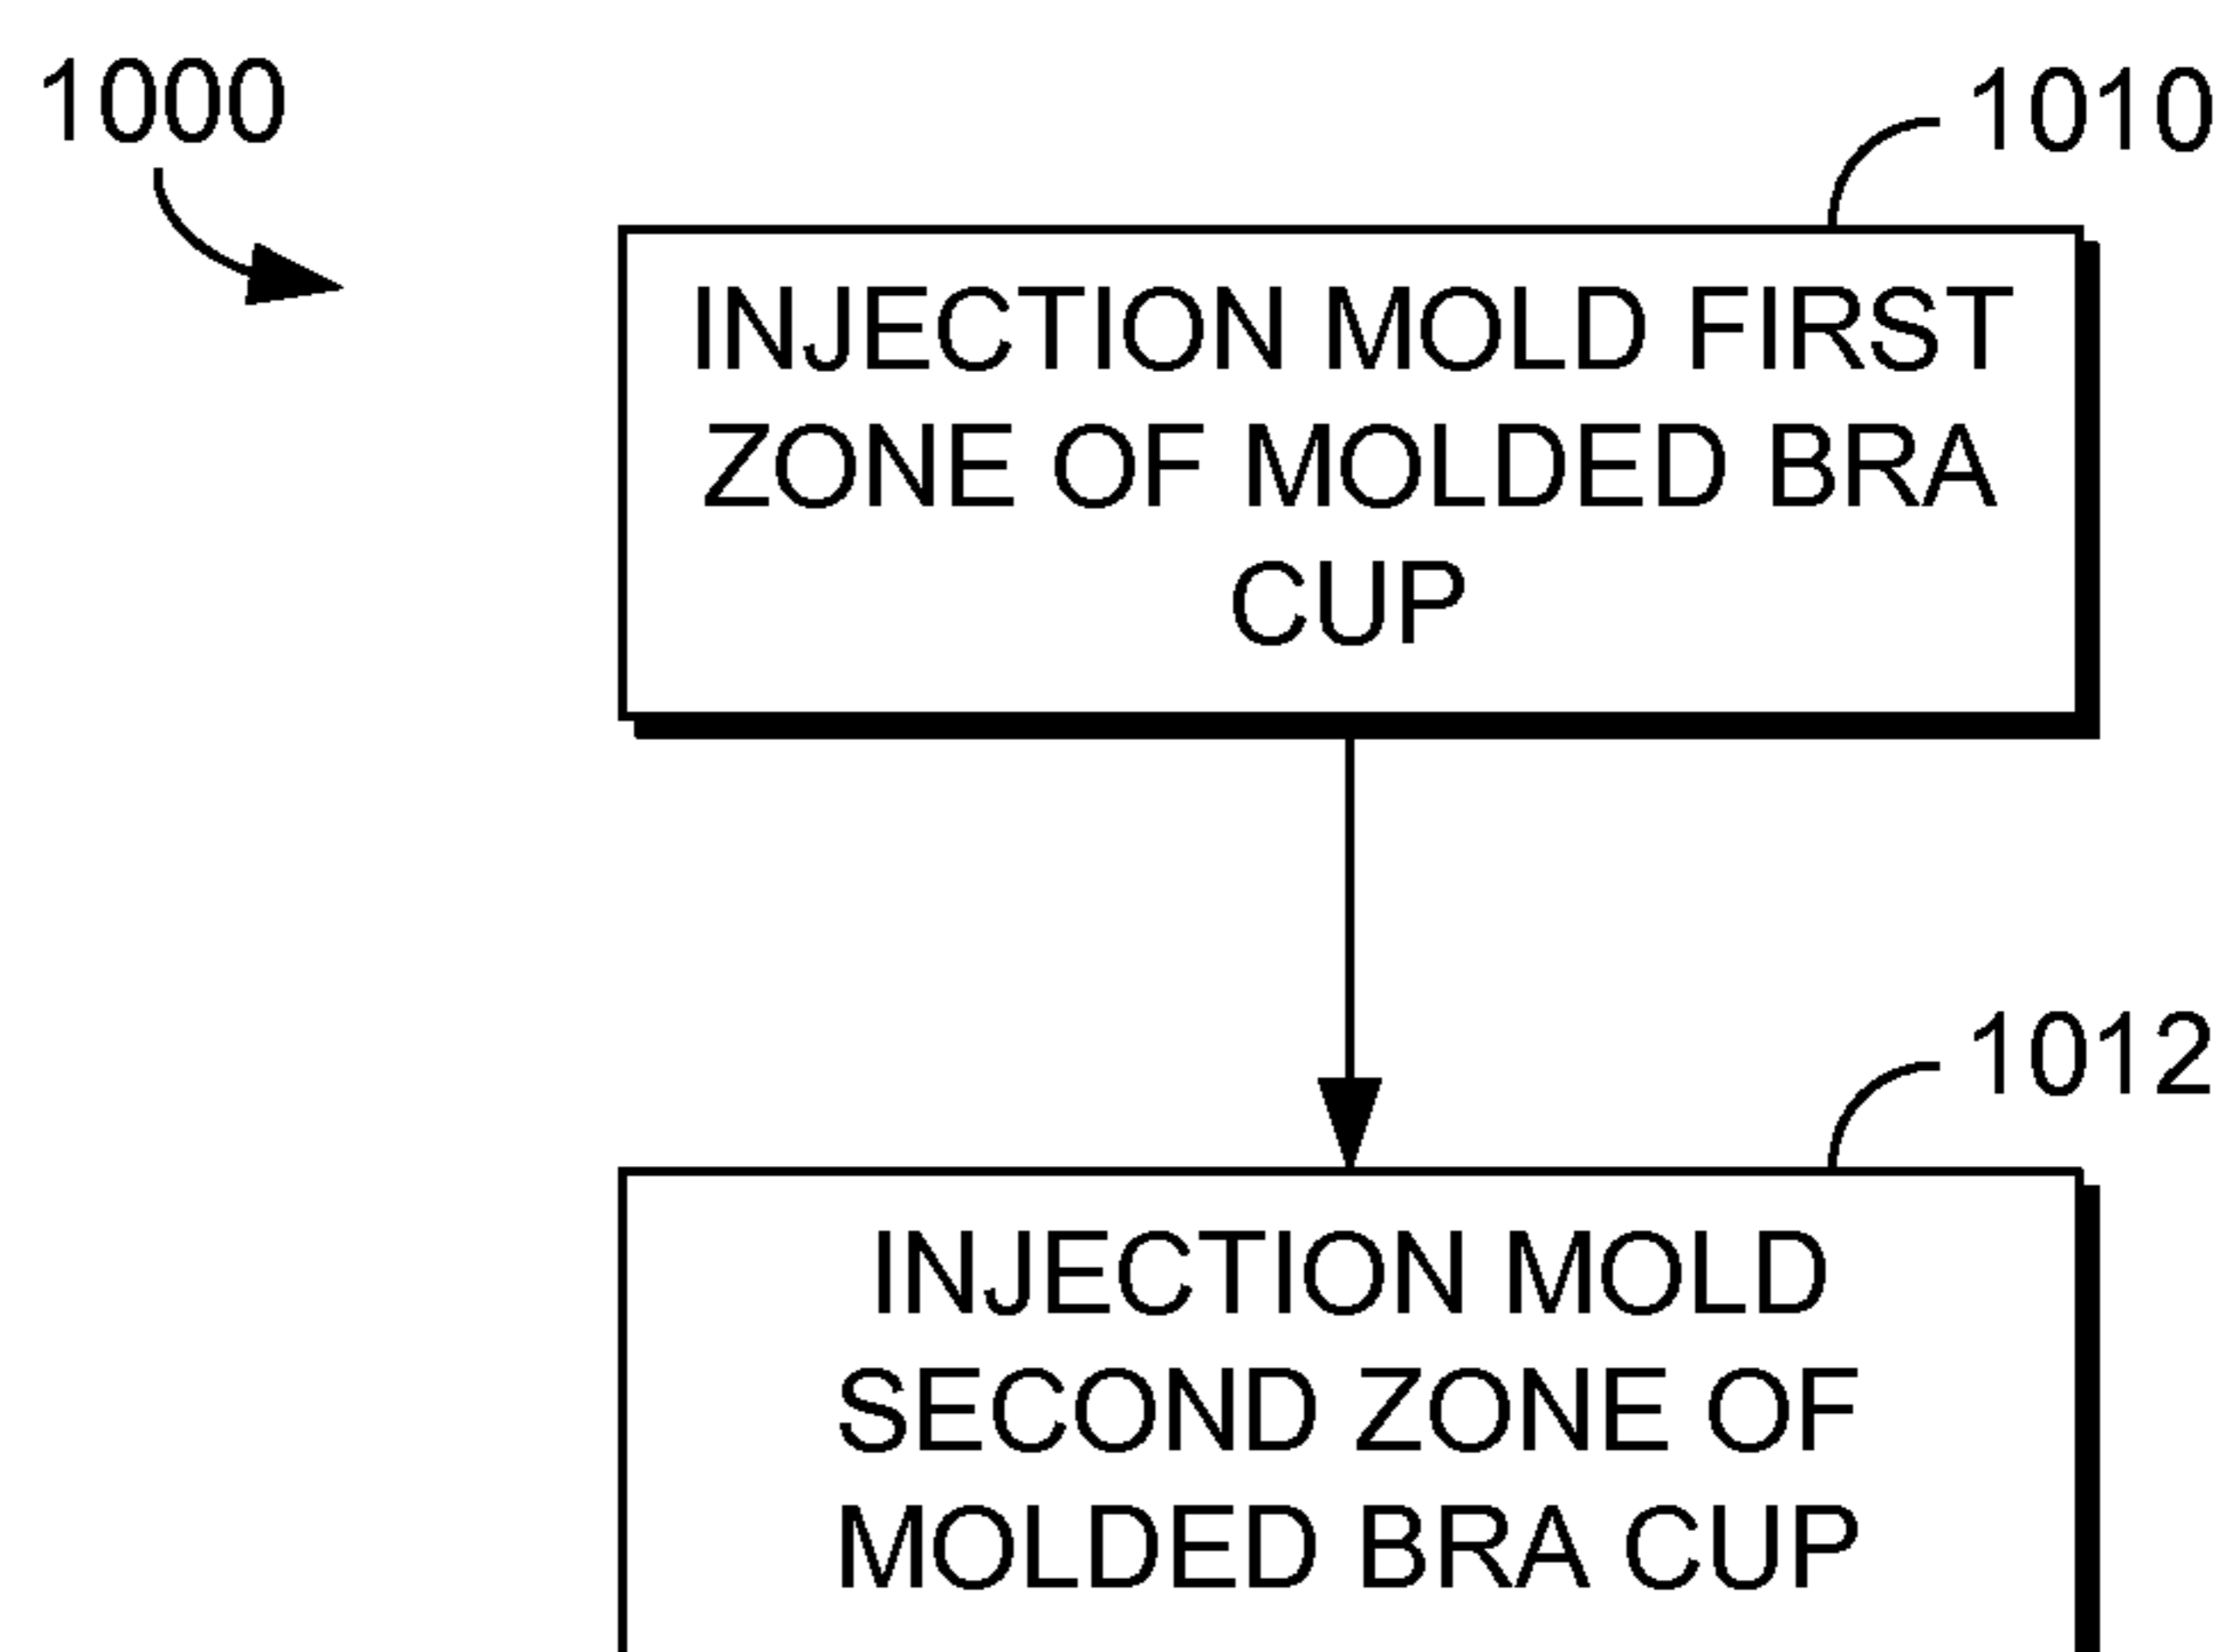 1000
1010
INJECTION MOLD FIRST
ZONE OF MOLDED BRA
CUP
1012
INJECTION MOLD
SECOND ZONE OF
MOLDED BRA CUP